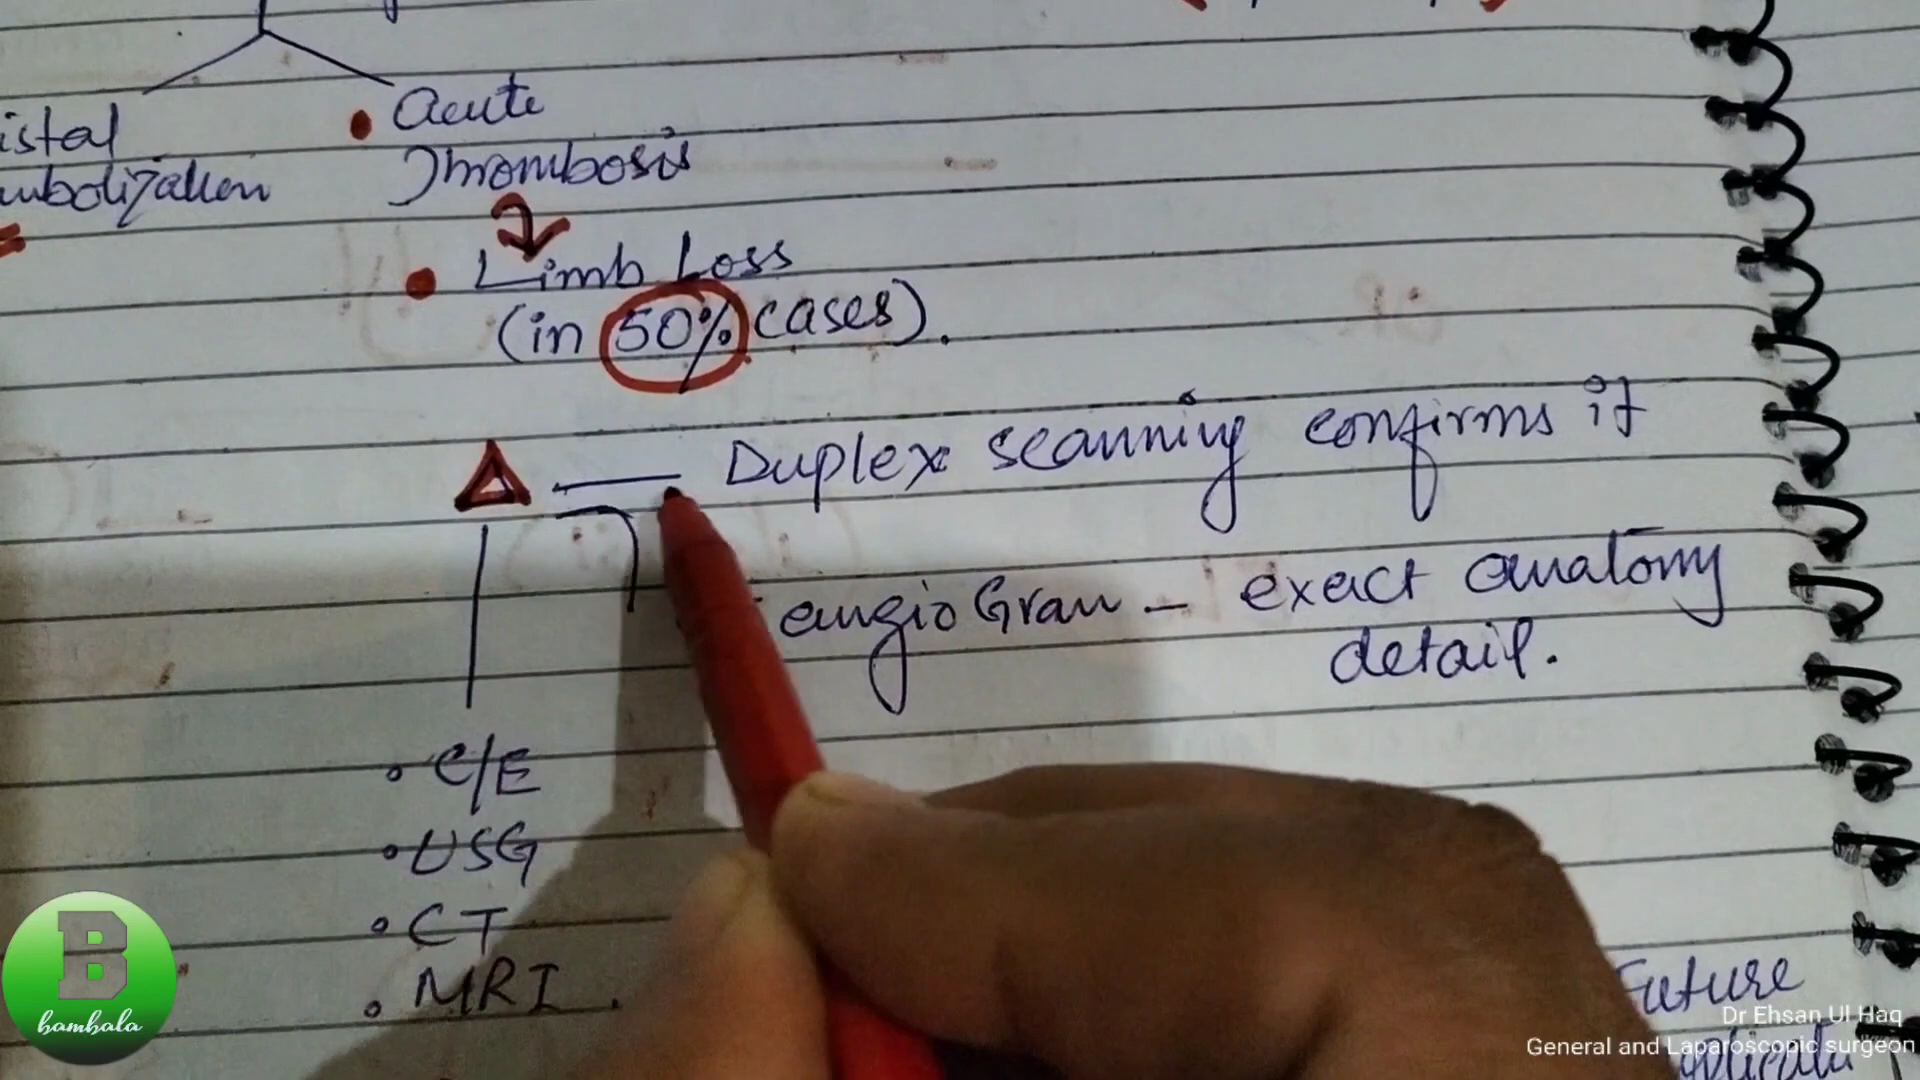 istal
mbolization
Acute
Thrombosis
Limb Loss
(in 50% cases).
Δ — Duplex scanning confirms it
angioGram – exact anatomy
detail.
• C/E
• USG
• CT
• MRI.
Future
Dr Ehsan Ul Haq
General and Laparoscopic surgeon
B
bambala